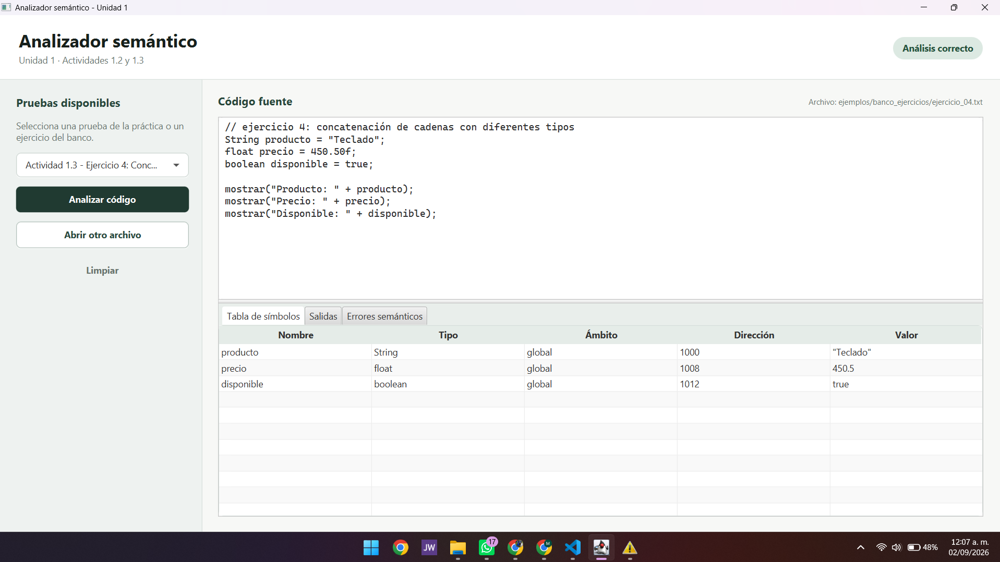 Analizador semántico - Unidad 1
Analizador semántico
Unidad 1 · Actividades 1.2 y 1.3
Análisis correcto
Pruebas disponibles
Selecciona una prueba de la práctica o un
ejercicio del banco.
Actividad 1.3 - Ejercicio 4: Conc...
Analizar código
Abrir otro archivo
Limpiar
Código fuente
Archivo: ejemplos/banco_ejercicios/ejercicio_04.txt
// ejercicio 4: concatenación de cadenas con diferentes tipos
String producto = "Teclado";
float precio = 450.50f;
boolean disponible = true;
mostrar("Producto: " + producto);
mostrar("Precio: " + precio);
mostrar("Disponible: " + disponible);
Tabla de símbolos Salidas Errores semánticos
Nombre Tipo Ámbito Dirección Valor
producto String global 1000 "Teclado"
precio float global 1008 450.5
disponible boolean global 1012 true
JW
17
M
48%
12:07 a. m.
02/09/2026